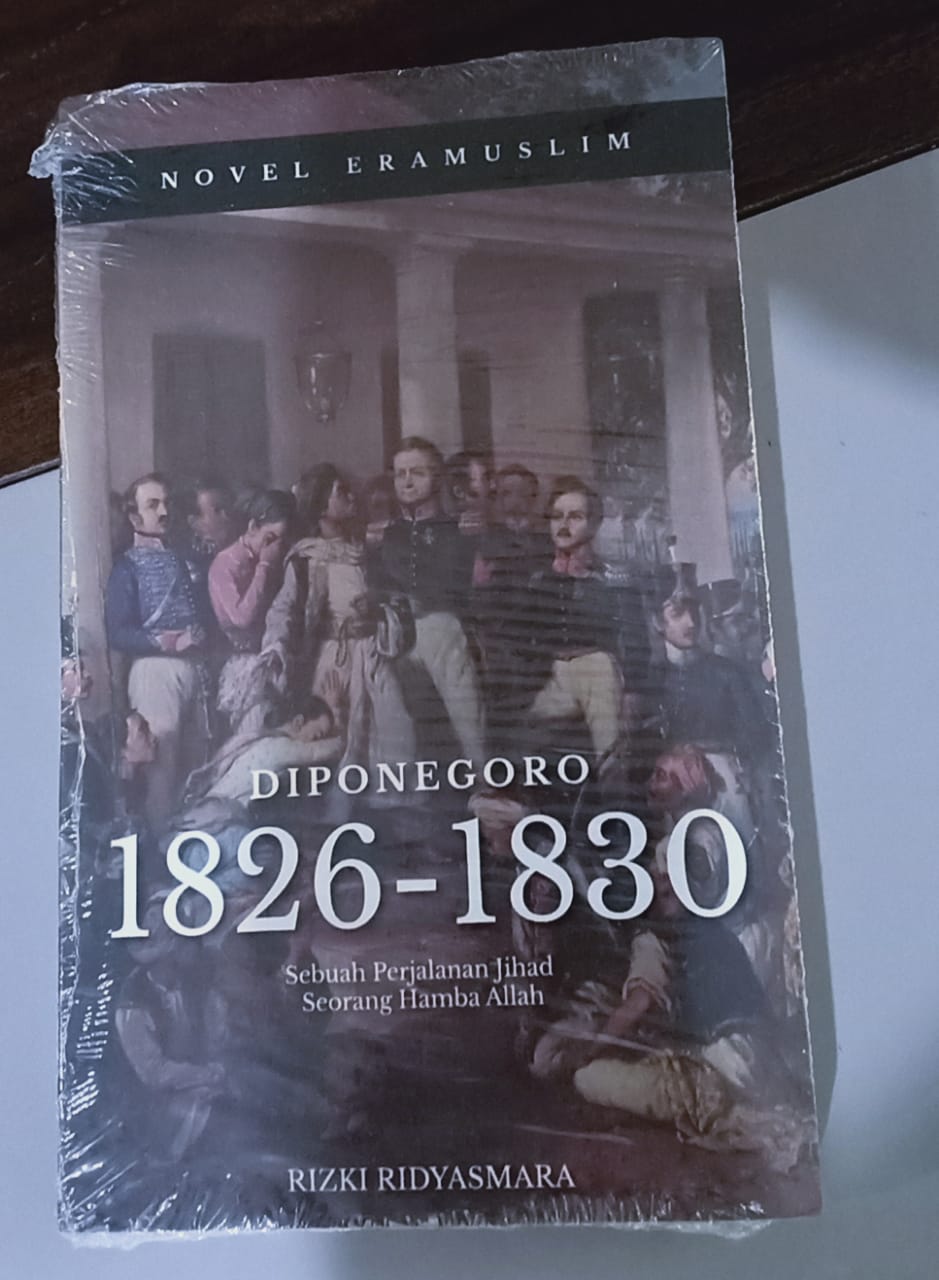 NOVEL ERAMUSLIM
DIPONEGORO
1826-1830
Sebuah Perjalanan Jihad
Seorang Hamba Allah
RIZKI RIDYASMARA